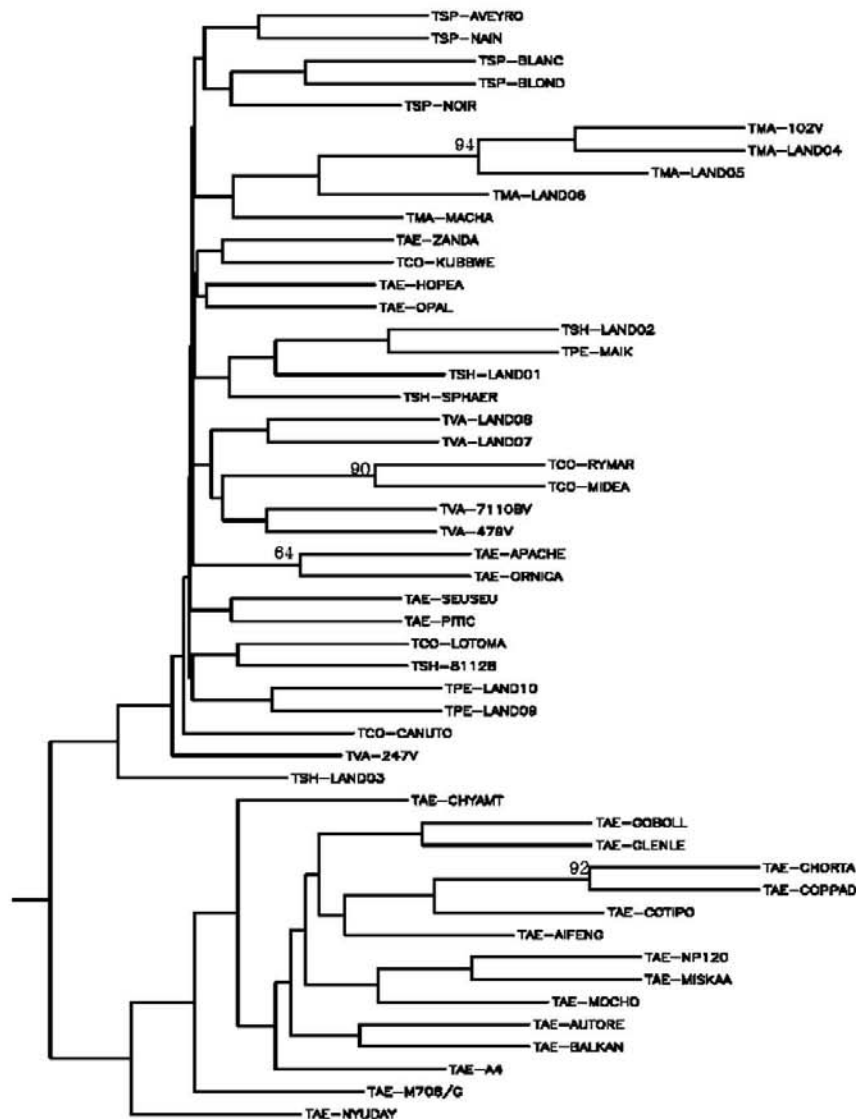 TSP-AVEYRO
TSP-NAIN
TSP-BLANC
TSP-BLOND
TSP-NOIR
TMA-102V
94
TMA-LAND04
TMA-LAND05
TMA-LAND06
TMA-MACHA
TAE-ZANDA
TCO-KUBBWE
TAE-HOPEA
TAE-OPAL
TSH-LAND02
TPE-MAIK
TSH-LAND01
TSH-SPHAER
TVA-LAND08
TVA-LAND07
90
TCO-RYMAR
TCO-MIDEA
TVA-7110BV
TVA-478V
64
TAE-APACHE
TAE-ORNICA
TAE-SEUSEU
TAE-PITIC
TCO-LOTOMA
TSH-8112B
TPE-LAND10
TPE-LAND09
TCO-CANUTO
TVA-247V
TSH-LAND03
TAE-CHYAMT
TAE-GOBOLL
TAE-GLENLE
92
TAE-CHORTA
TAE-COPPAD
TAE-COTIPO
TAE-AIFENG
TAE-NP120
TAE-MISKAA
TAE-MOCHO
TAE-AUTORE
TAE-BALKAN
TAE-A4
TAE-M708/G
TAE-NYUDAY